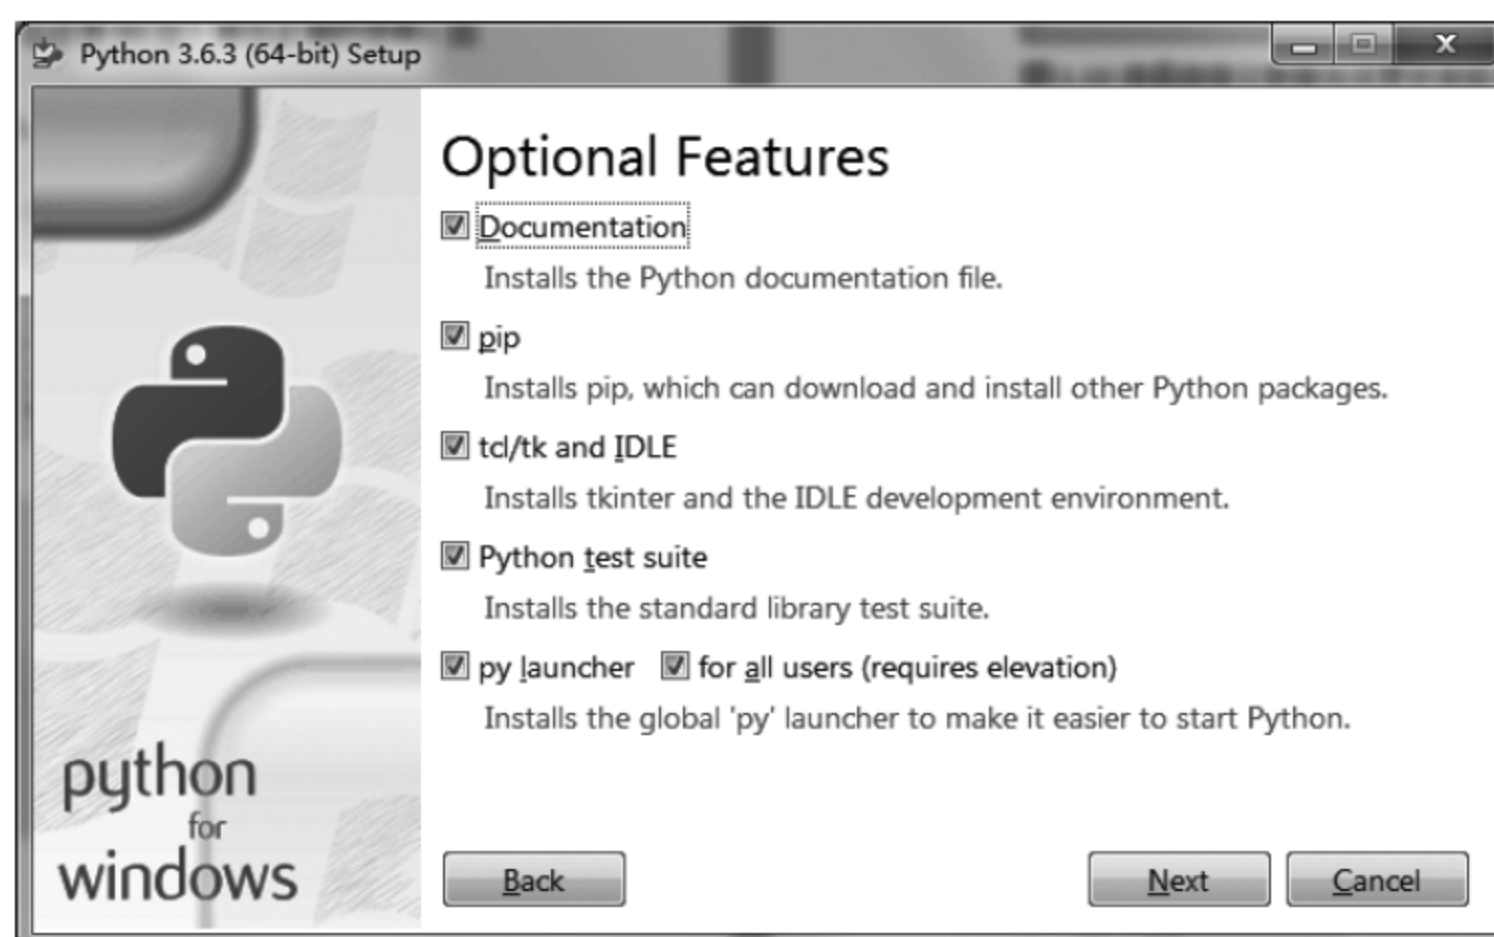 Python 3.6.3 (64-bit) Setup
Optional Features
Documentation
Installs the Python documentation file.
pip
Installs pip, which can download and install other Python packages.
tcl/tk and IDLE
Installs tkinter and the IDLE development environment.
Python test suite
Installs the standard library test suite.
py launcher for all users (requires elevation)
Installs the global 'py' launcher to make it easier to start Python.
python
for
windows
Back Next Cancel